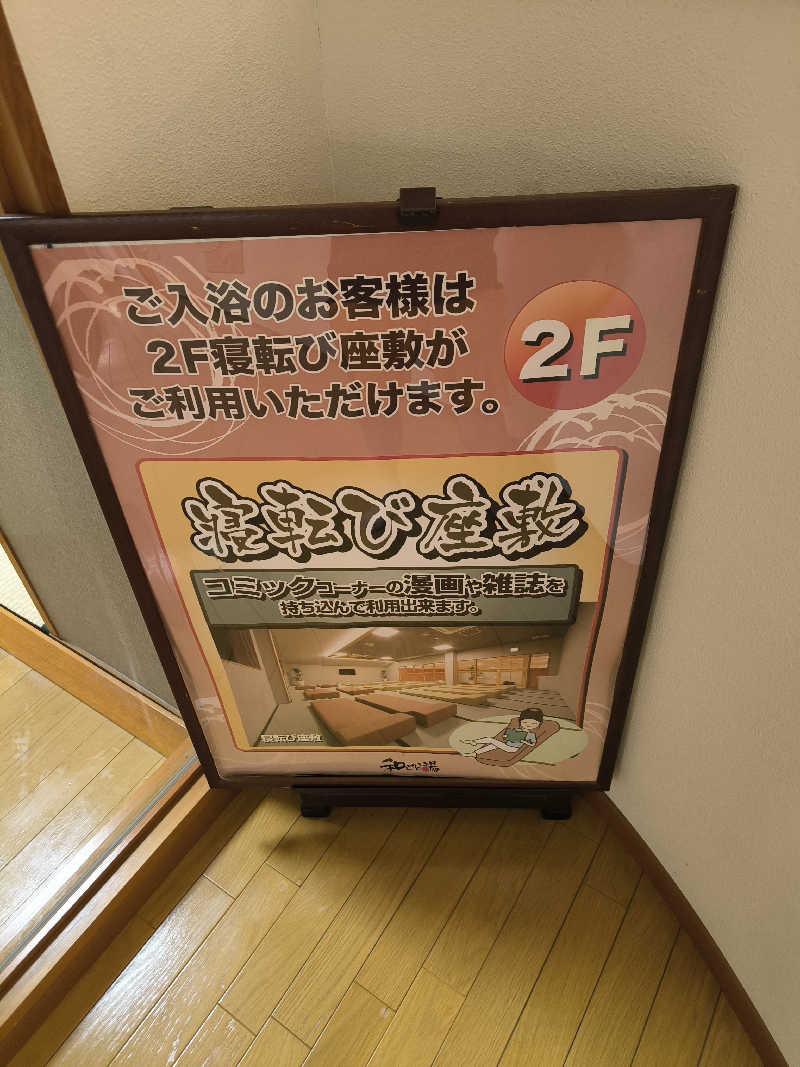 ご入浴のお客様は
2F寝転び座敷が
ご利用いただけます。
2F
寝転び座敷
コミックコーナーの漫画や雑誌を
持ち込んで利用出来ます。
寝転び座敷